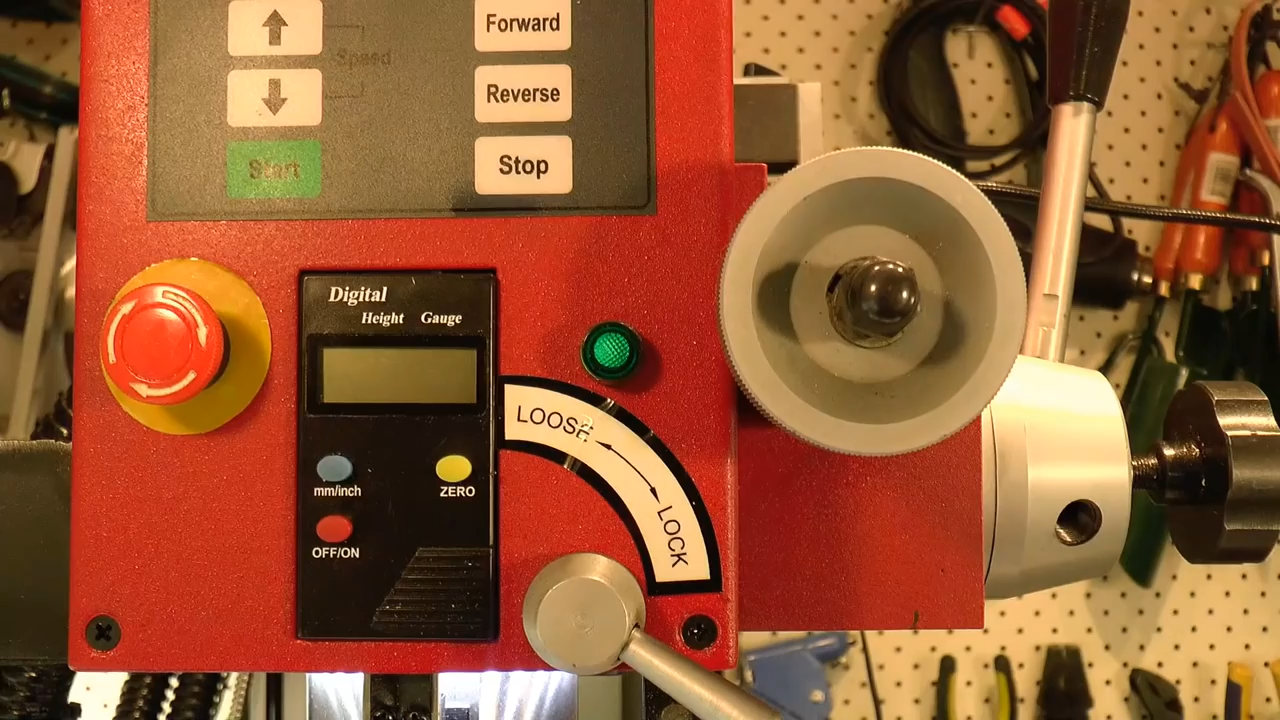 Speed
Forward
Reverse
Start
Stop
Digital
Height Gauge
mm/inch
ZERO
OFF/ON
LOOSE
LOCK